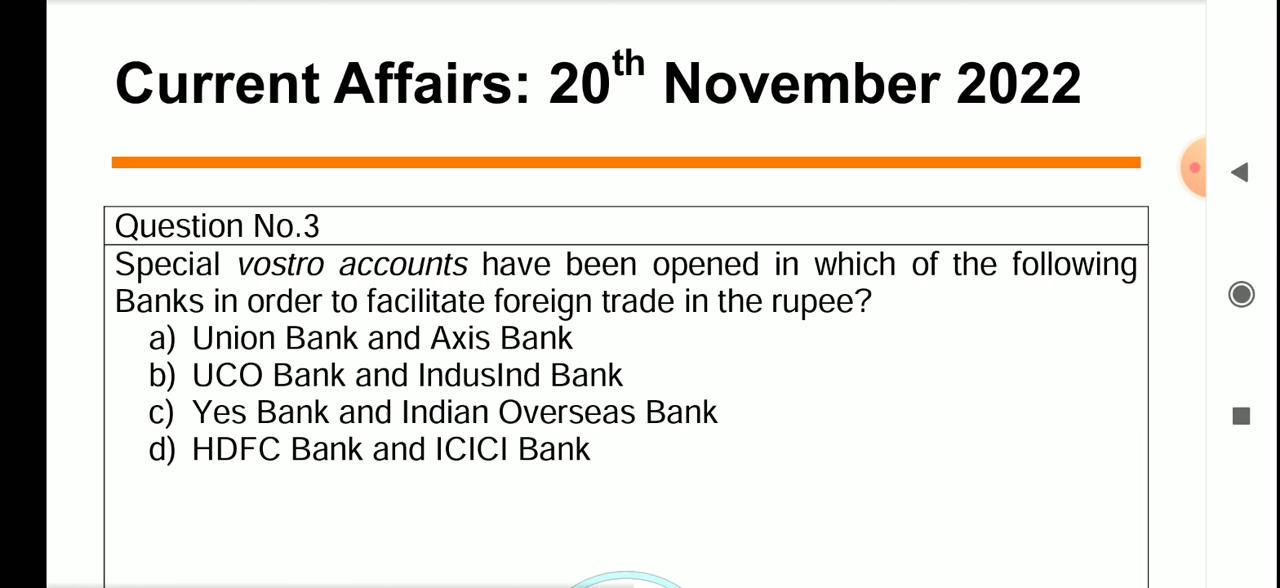 Current Affairs: 20th November 2022
Question No.3
Special vostro accounts have been opened in which of the following
Banks in order to facilitate foreign trade in the rupee?
a) Union Bank and Axis Bank
b) UCO Bank and IndusInd Bank
c) Yes Bank and Indian Overseas Bank
d) HDFC Bank and ICICI Bank